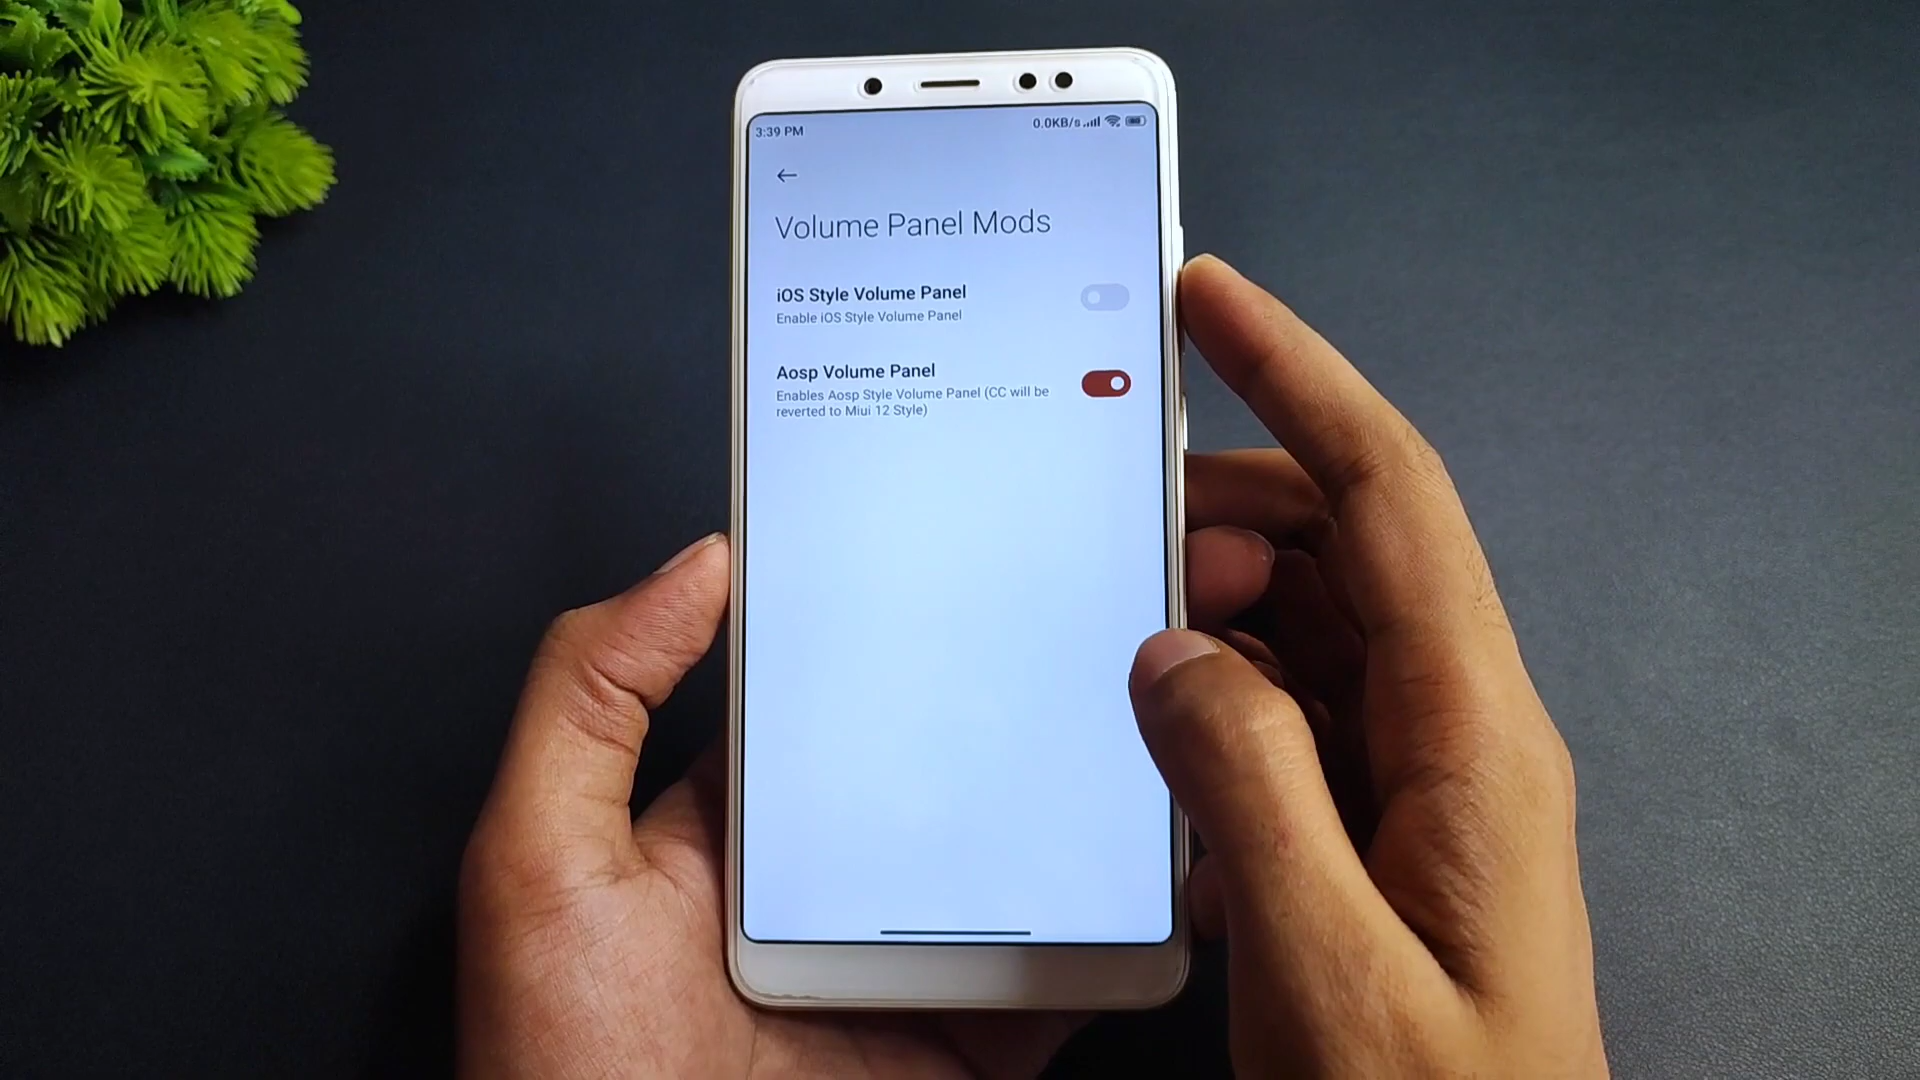 3:39 PM
0.0KB/s
Volume Panel Mods
iOS Style Volume Panel
Enable iOS Style Volume Panel
Aosp Volume Panel
Enables Aosp Style Volume Panel (CC will be
reverted to Miui 12 Style)